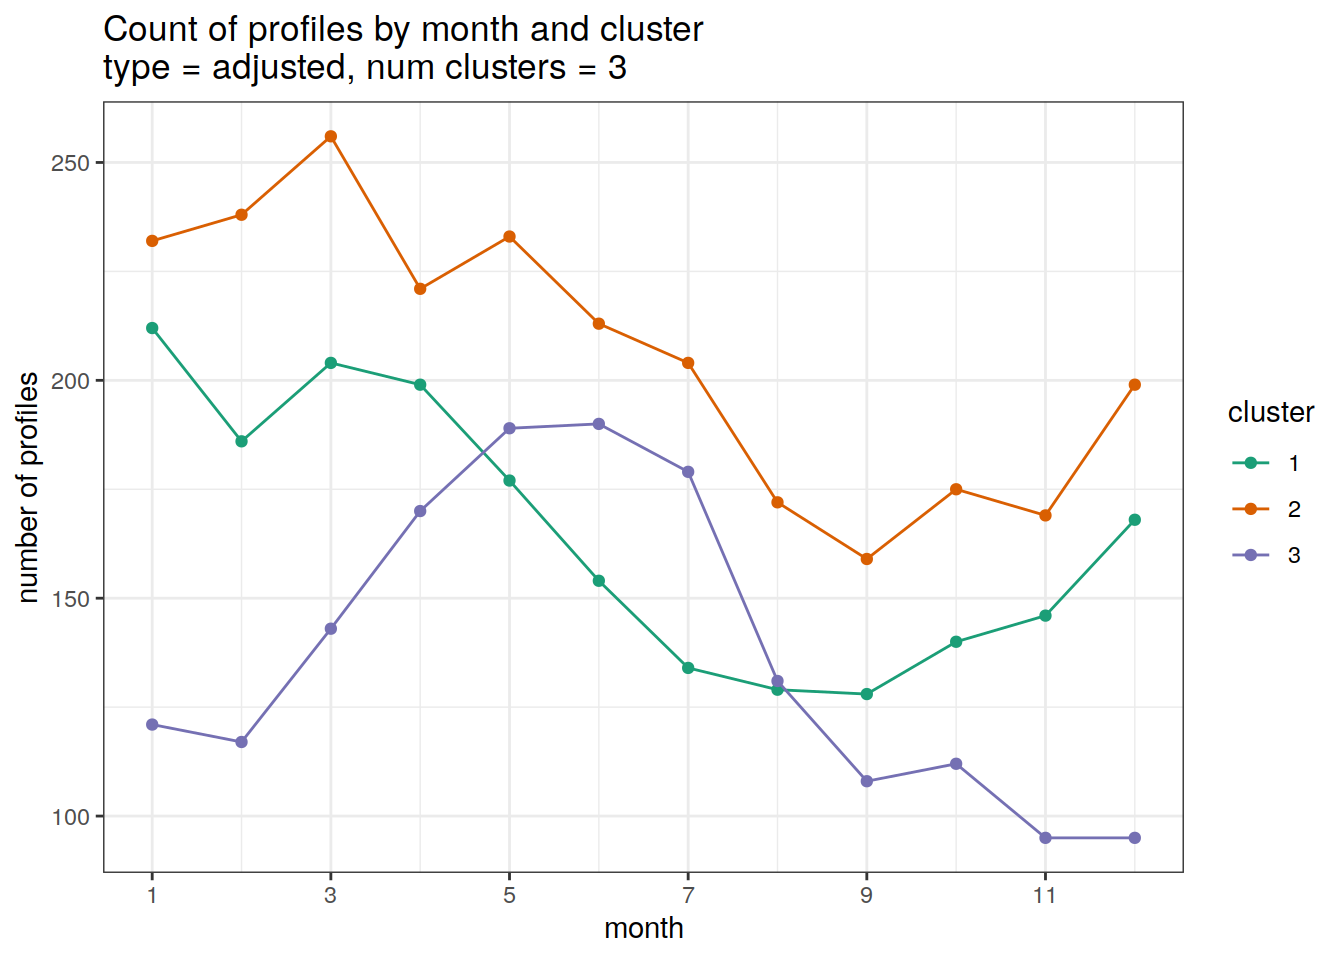 Count of profiles by month and cluster
type = adjusted, num clusters = 3
number of profiles
250
200
150
100
1
3
5
7
9
11
month
cluster
1
2
3